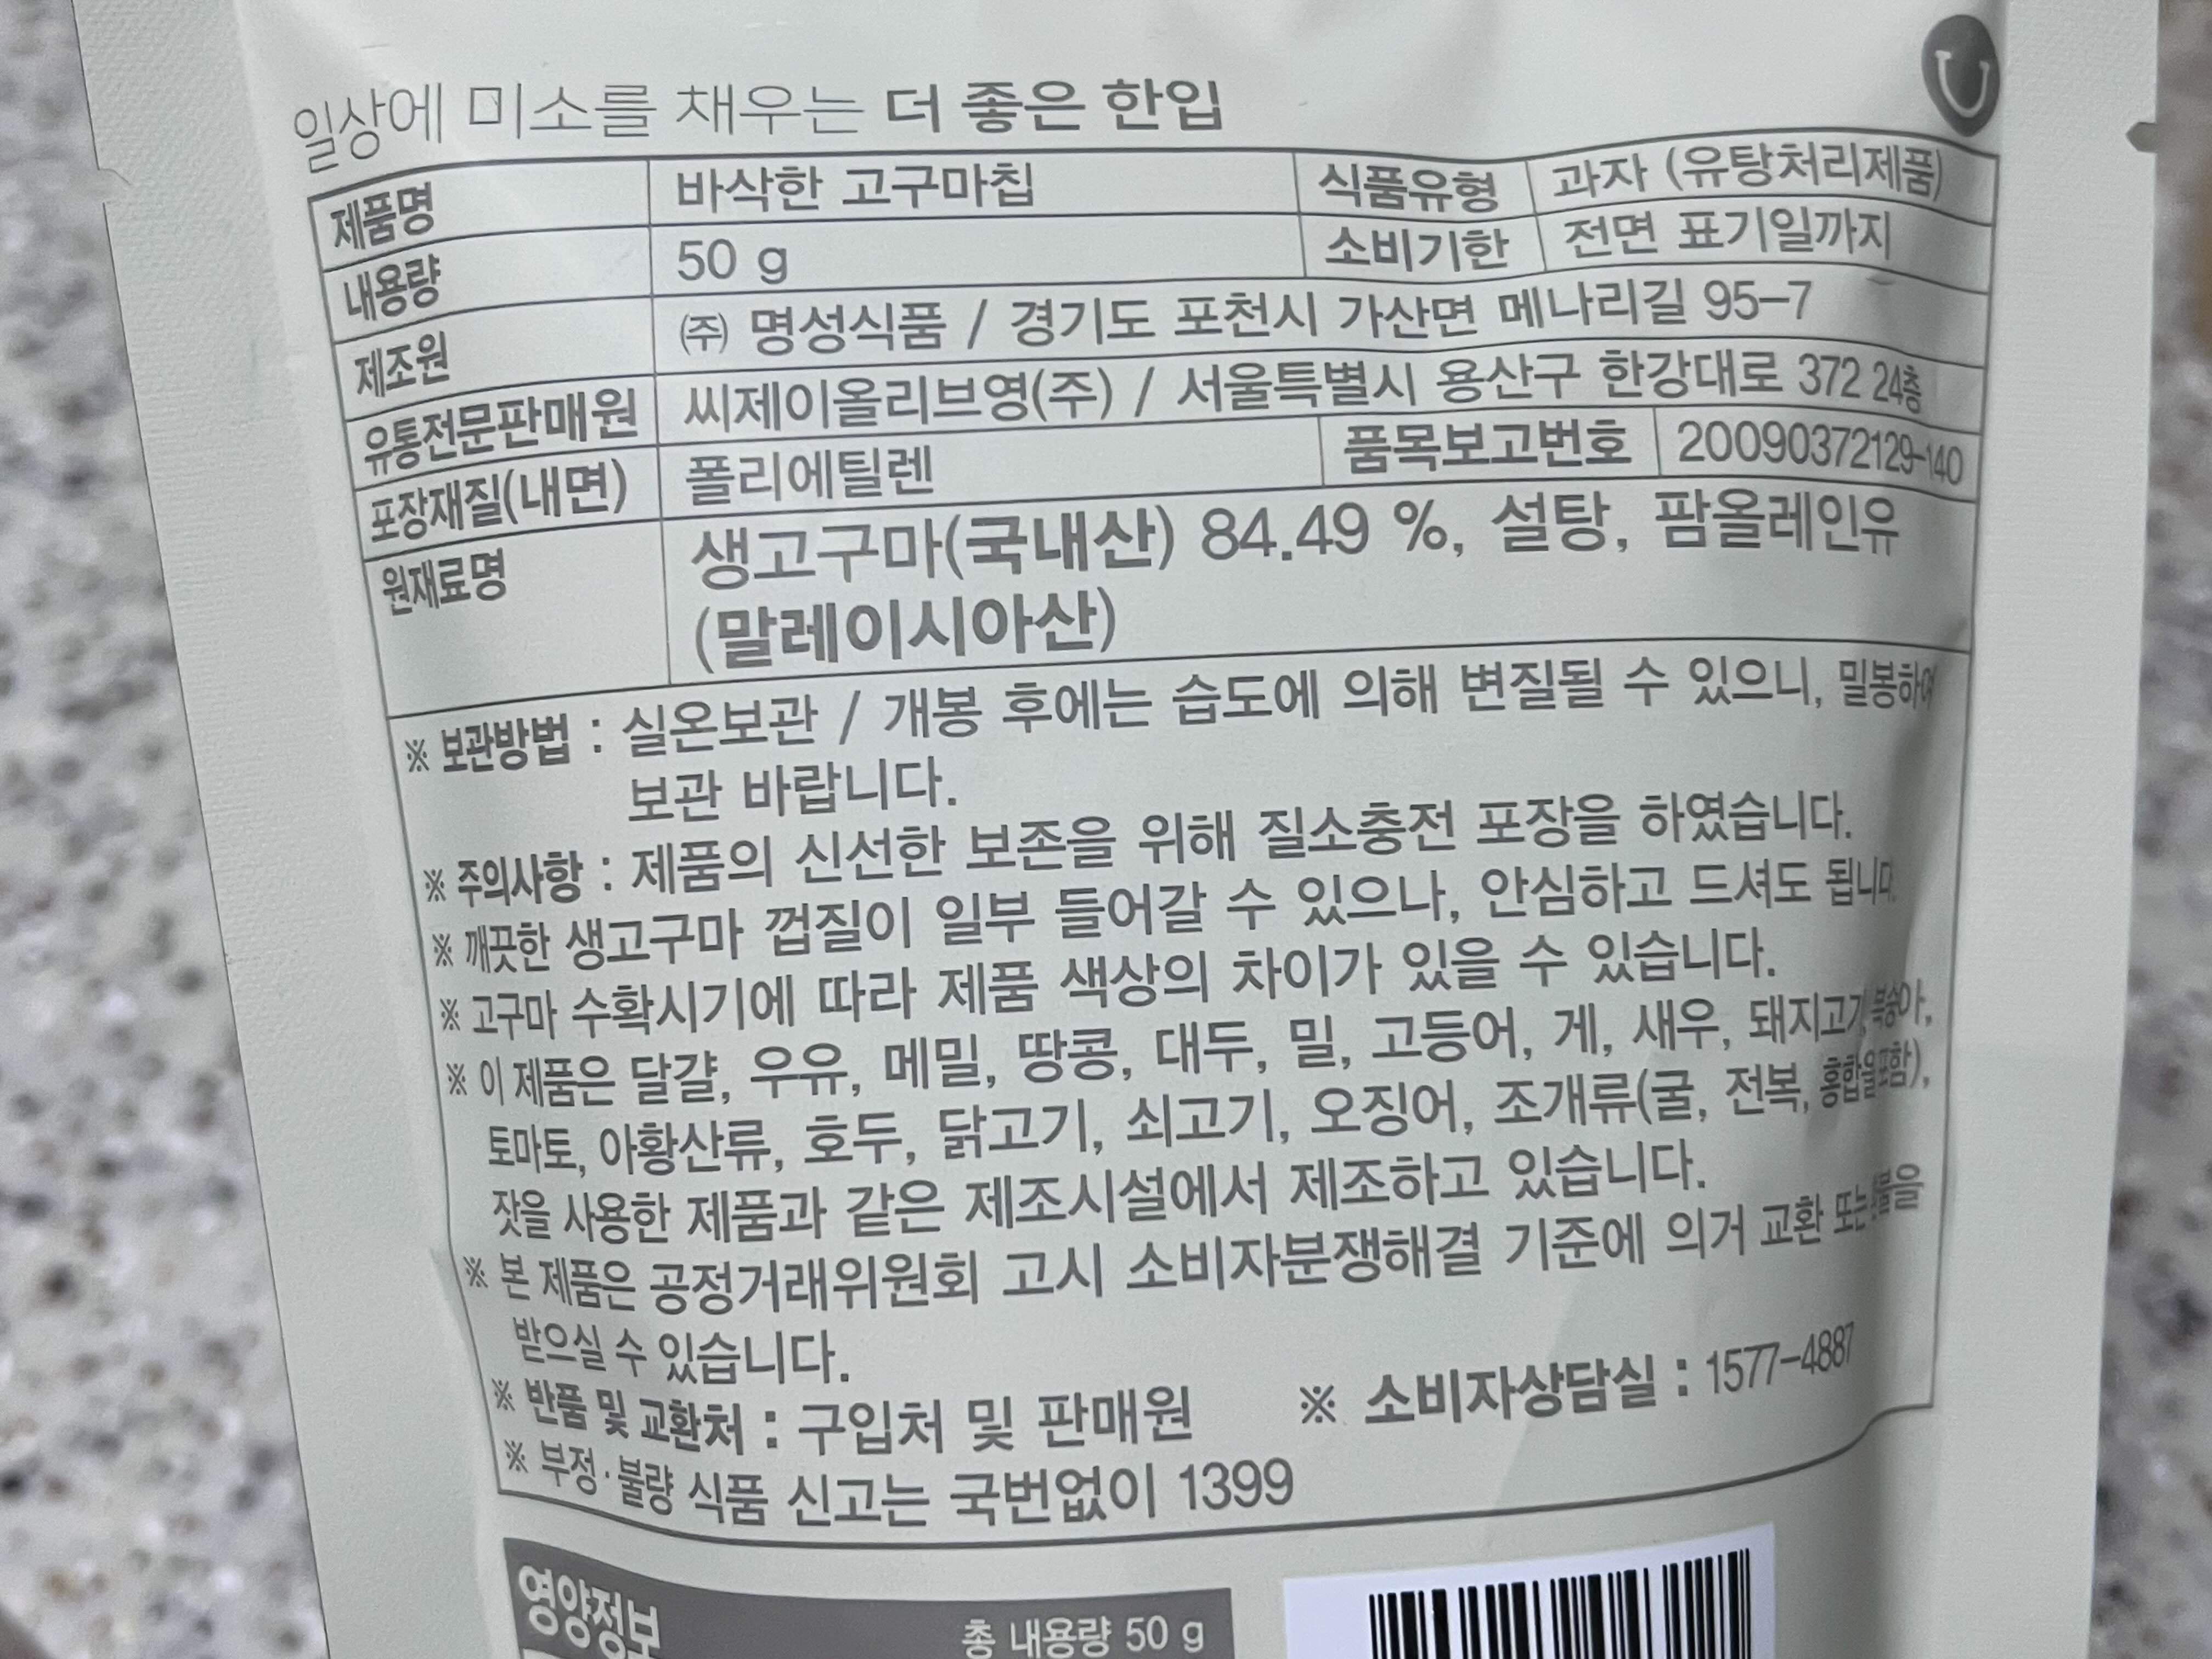 일상에 미소를 채우는 더 좋은 한입
제품명 바삭한 고구마칩 식품유형 과자 (유탕처리제품)
내용량 50 g 소비기한 전면 표기일까지
제조원 ㈜ 명성식품 / 경기도 포천시 가산면 메나리길 95-7
유통전문판매원 씨제이올리브영(주) / 서울특별시 용산구 한강대로 372 24층
포장재질(내면) 폴리에틸렌 품목보고번호 20090372129-140
원재료명 생고구마(국내산) 84.49 %, 설탕, 팜올레인유
(말레이시아산)
※ 보관방법 : 실온보관 / 개봉 후에는 습도에 의해 변질될 수 있으니, 밀봉하여
보관 바랍니다.
※ 주의사항 : 제품의 신선한 보존을 위해 질소충전 포장을 하였습니다.
※ 깨끗한 생고구마 껍질이 일부 들어갈 수 있으나, 안심하고 드셔도 됩니다.
※ 고구마 수확시기에 따라 제품 색상의 차이가 있을 수 있습니다.
※ 이 제품은 달걀, 우유, 메밀, 땅콩, 대두, 밀, 고등어, 게, 새우, 돼지고기, 복숭아,
토마토, 아황산류, 호두, 닭고기, 쇠고기, 오징어, 조개류(굴, 전복, 홍합을 포함),
잣을 사용한 제품과 같은 제조시설에서 제조하고 있습니다.
※ 본 제품은 공정거래위원회 고시 소비자분쟁해결 기준에 의거 교환 또는
받으실 수 있습니다.
※ 반품 및 교환처 : 구입처 및 판매원 ※ 소비자상담실 : 1577-4887
※ 부정·불량 식품 신고는 국번없이 1399
영양정보 총 내용량 50 g